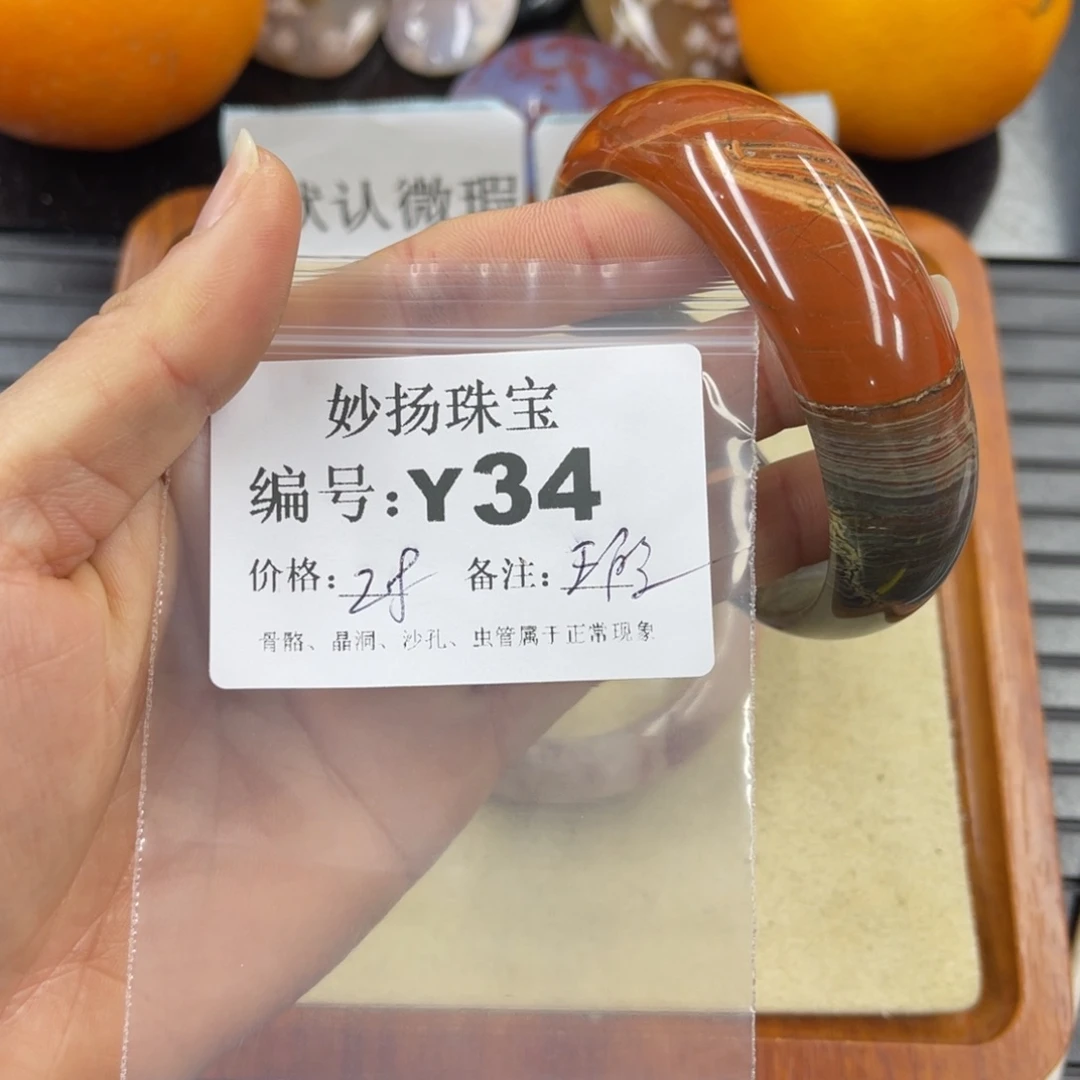 默认微瑕
妙扬珠宝
编号:Y34
价格: 备注:
骨骼、晶洞、沙孔、虫管属于正常现象